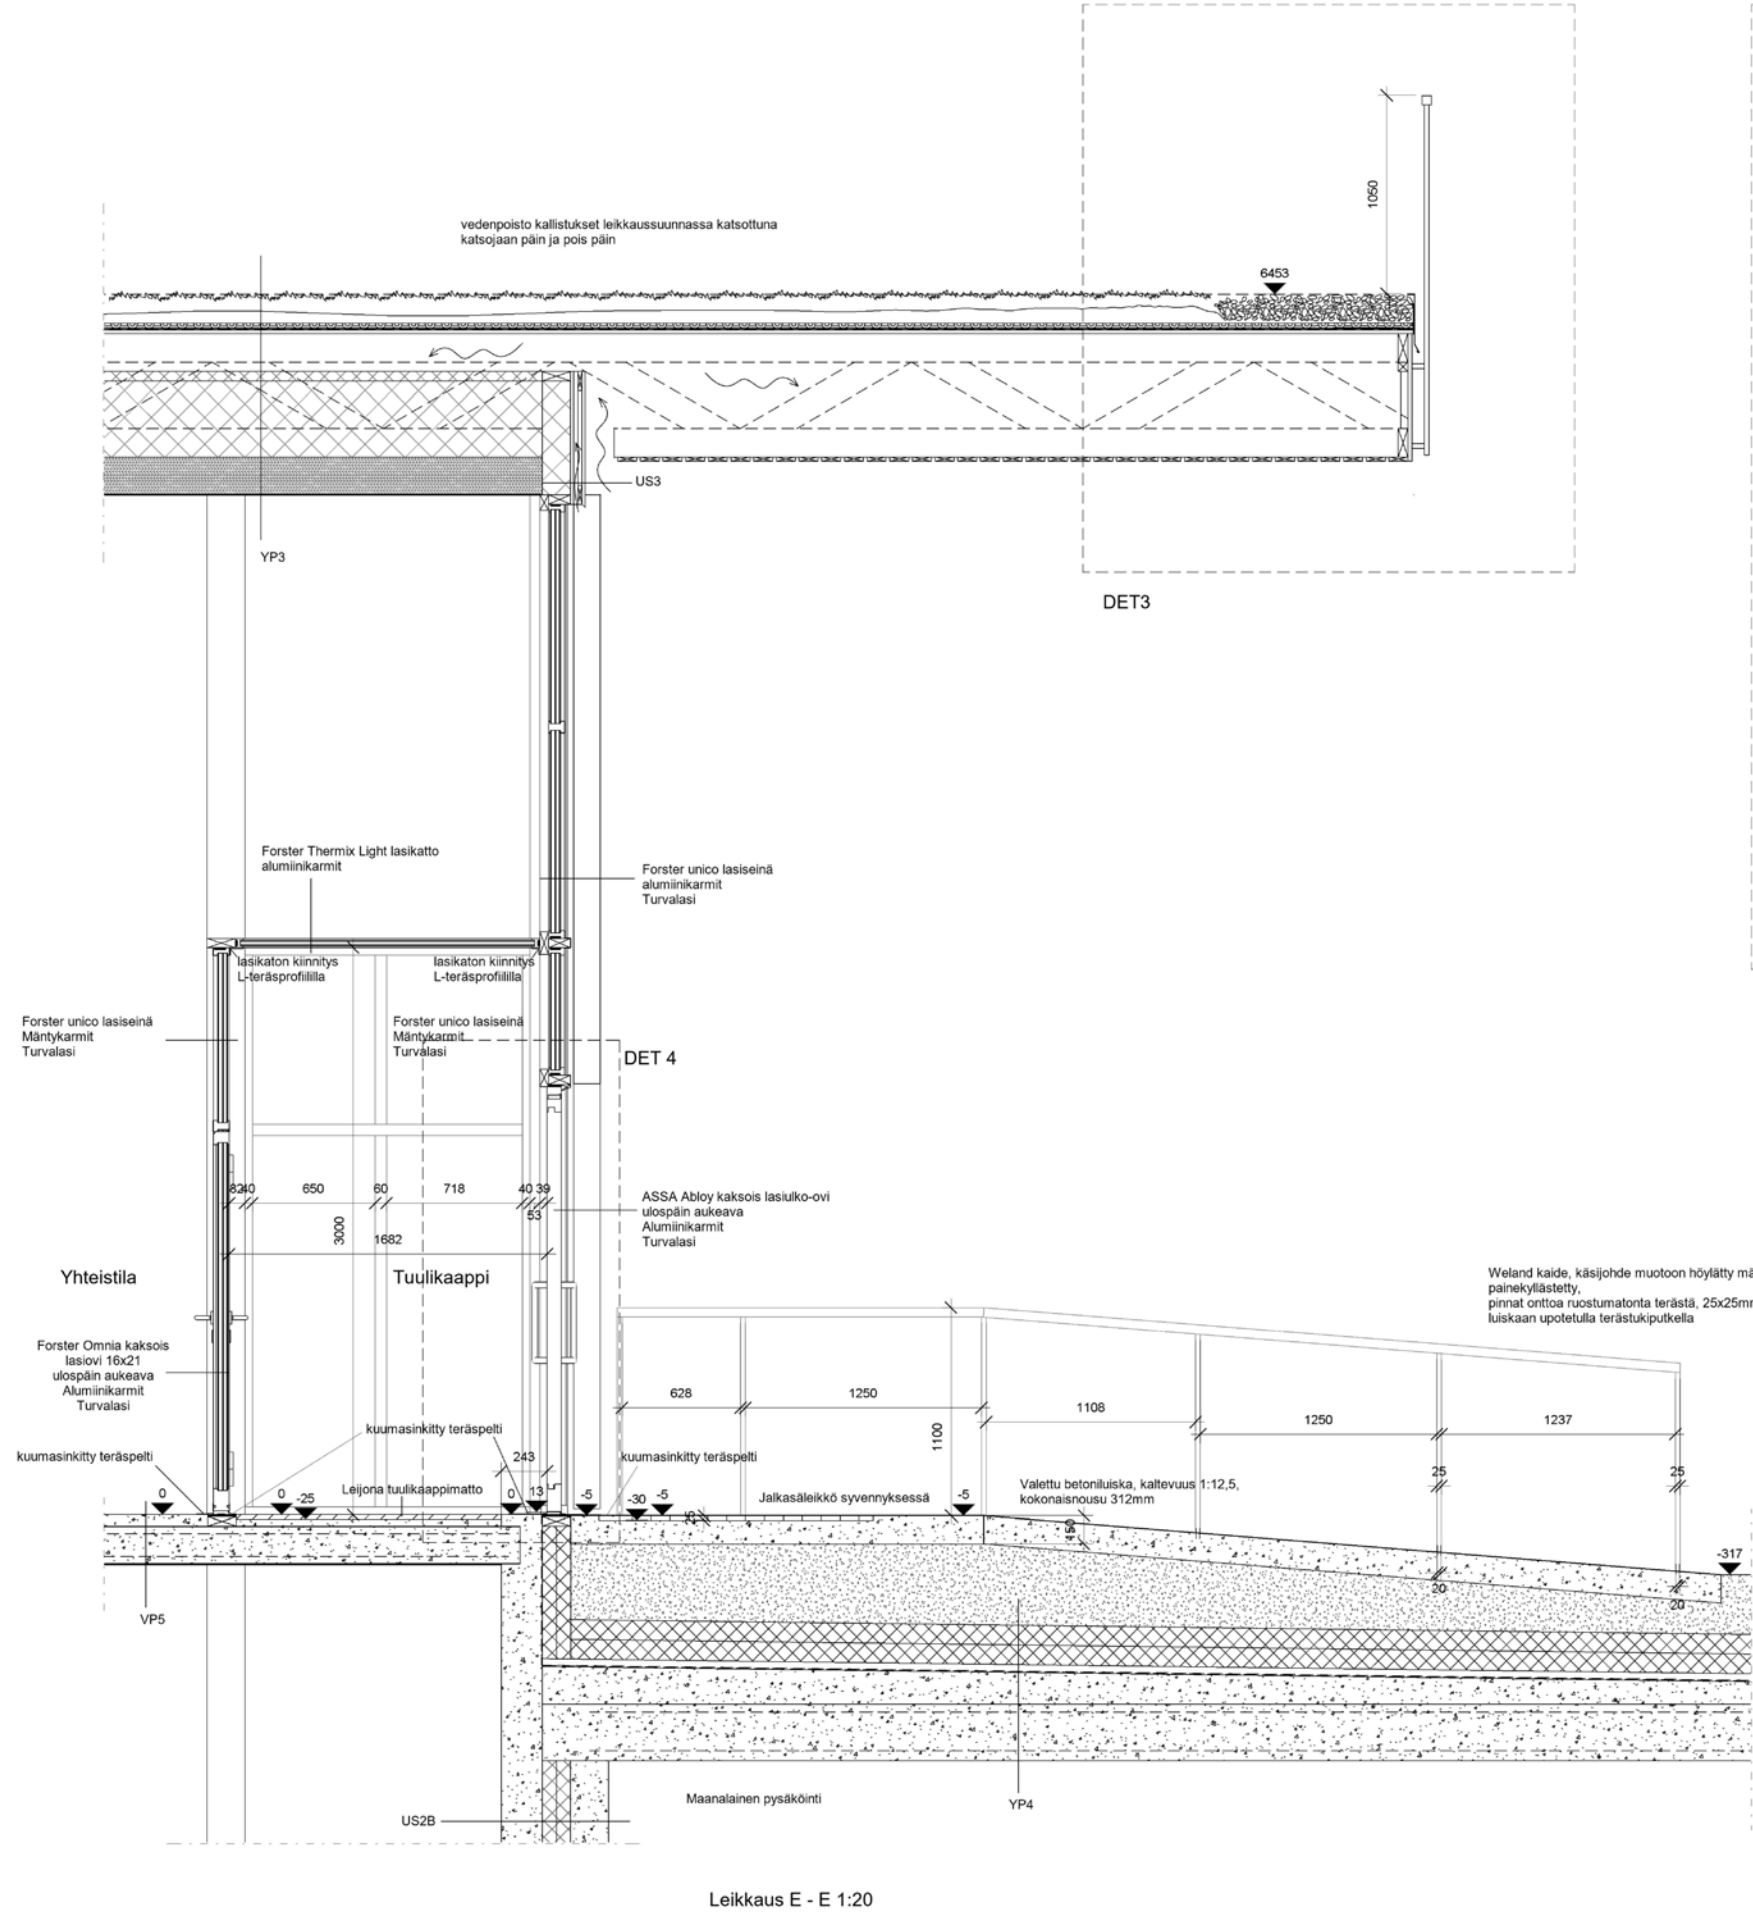 1050
vedenpoisto kallistukset leikkaussuunnassa katsottuna
katsojaan päin ja pois päin
6453
US3
YP3
DET3
Forster Thermix Light lasikatto
alumiinikarmit
Forster unico lasiseinä
alumiinikarmit
Turvalasi
lasikaton kiinnitys
L-teräsprofiililla
lasikaton kiinnitys
L-teräsprofiililla
Forster unico lasiseinä
Mäntykarmit
Turvalasi
Forster unico lasiseinä
Mäntykarmit
Turvalasi
DET 4
82 40 650 60 718 40 39
53
3000
1682
ASSA Abloy kaksois lasiulko-ovi
ulospäin aukeava
Alumiinikarmit
Turvalasi
Yhteistila
Tuulikaappi
Weland kaide, käsijohde muotoon höylätty mä
painekyllästetty,
pinnat onttoa ruostumatonta terästä, 25x25mm
luiskaan upotetulla terästukiputkella
Forster Omnia kaksois
lasiovi 16x21
ulospäin aukeava
Alumiinikarmit
Turvalasi
628
1250
1108
1250
1237
1100
kuumasinkitty teräspelti
kuumasinkitty teräspelti
243
kuumasinkitty teräspelti
25
25
Leijona tuulikaappimatto
Jalkasäleikkö syvennyksessä
Valettu betoniluiska, kaltevuus 1:12,5,
kokonaisnousu 312mm
0
0
-25
0
13
-5
-30
-5
-5
25
150
-317
20
20
VP5
Maanalainen pysäköinti
YP4
US2B
Leikkaus E - E 1:20